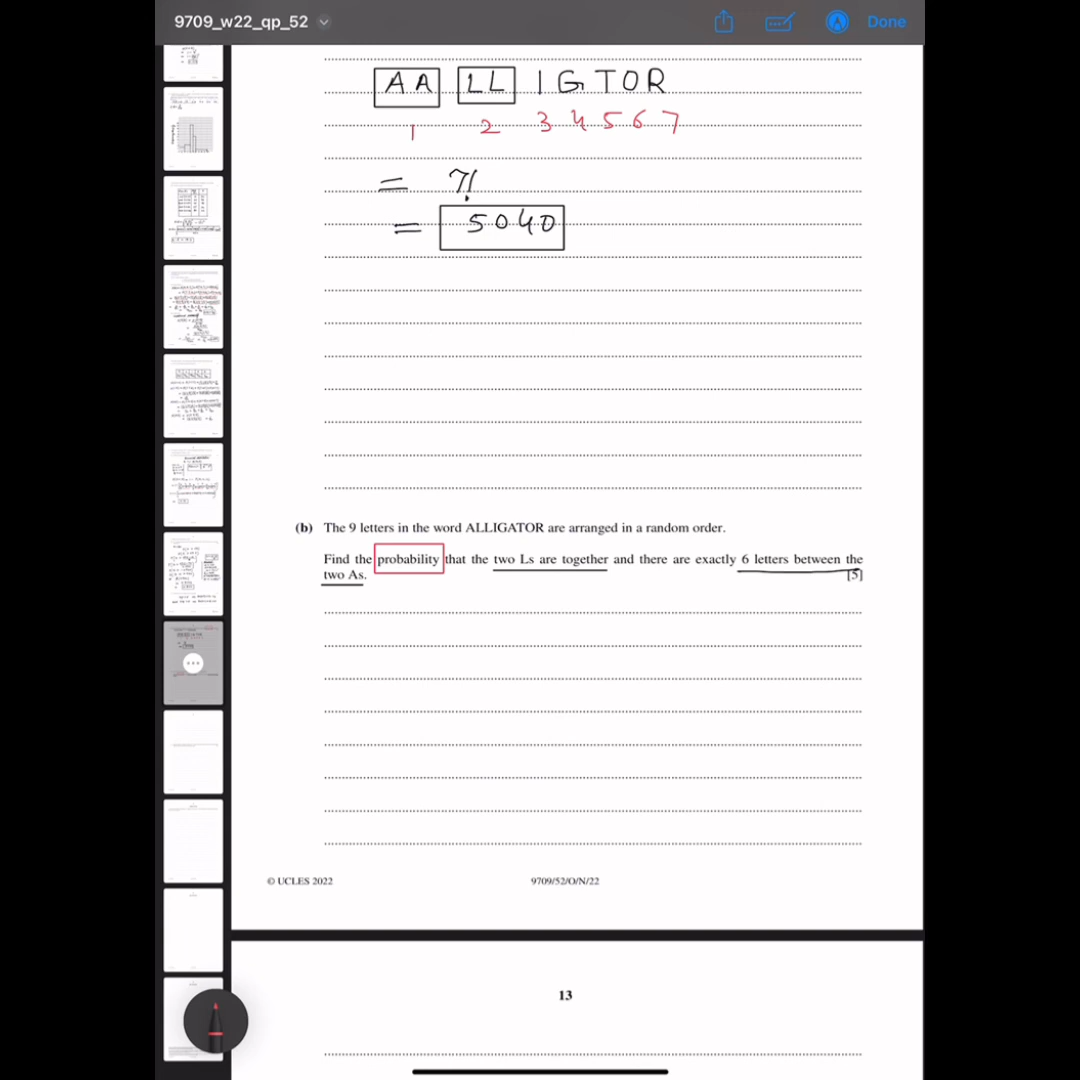 9709_w22_qp_52
Done
AA LL I G T O R
1 2 3 4 5 6 7
= 7!
= 5040
(b) The 9 letters in the word ALLIGATOR are arranged in a random order.
Find the probability that the two Ls are together and there are exactly 6 letters between the
two As. [5]
© UCLES 2022 9709/52/O/N/22
13